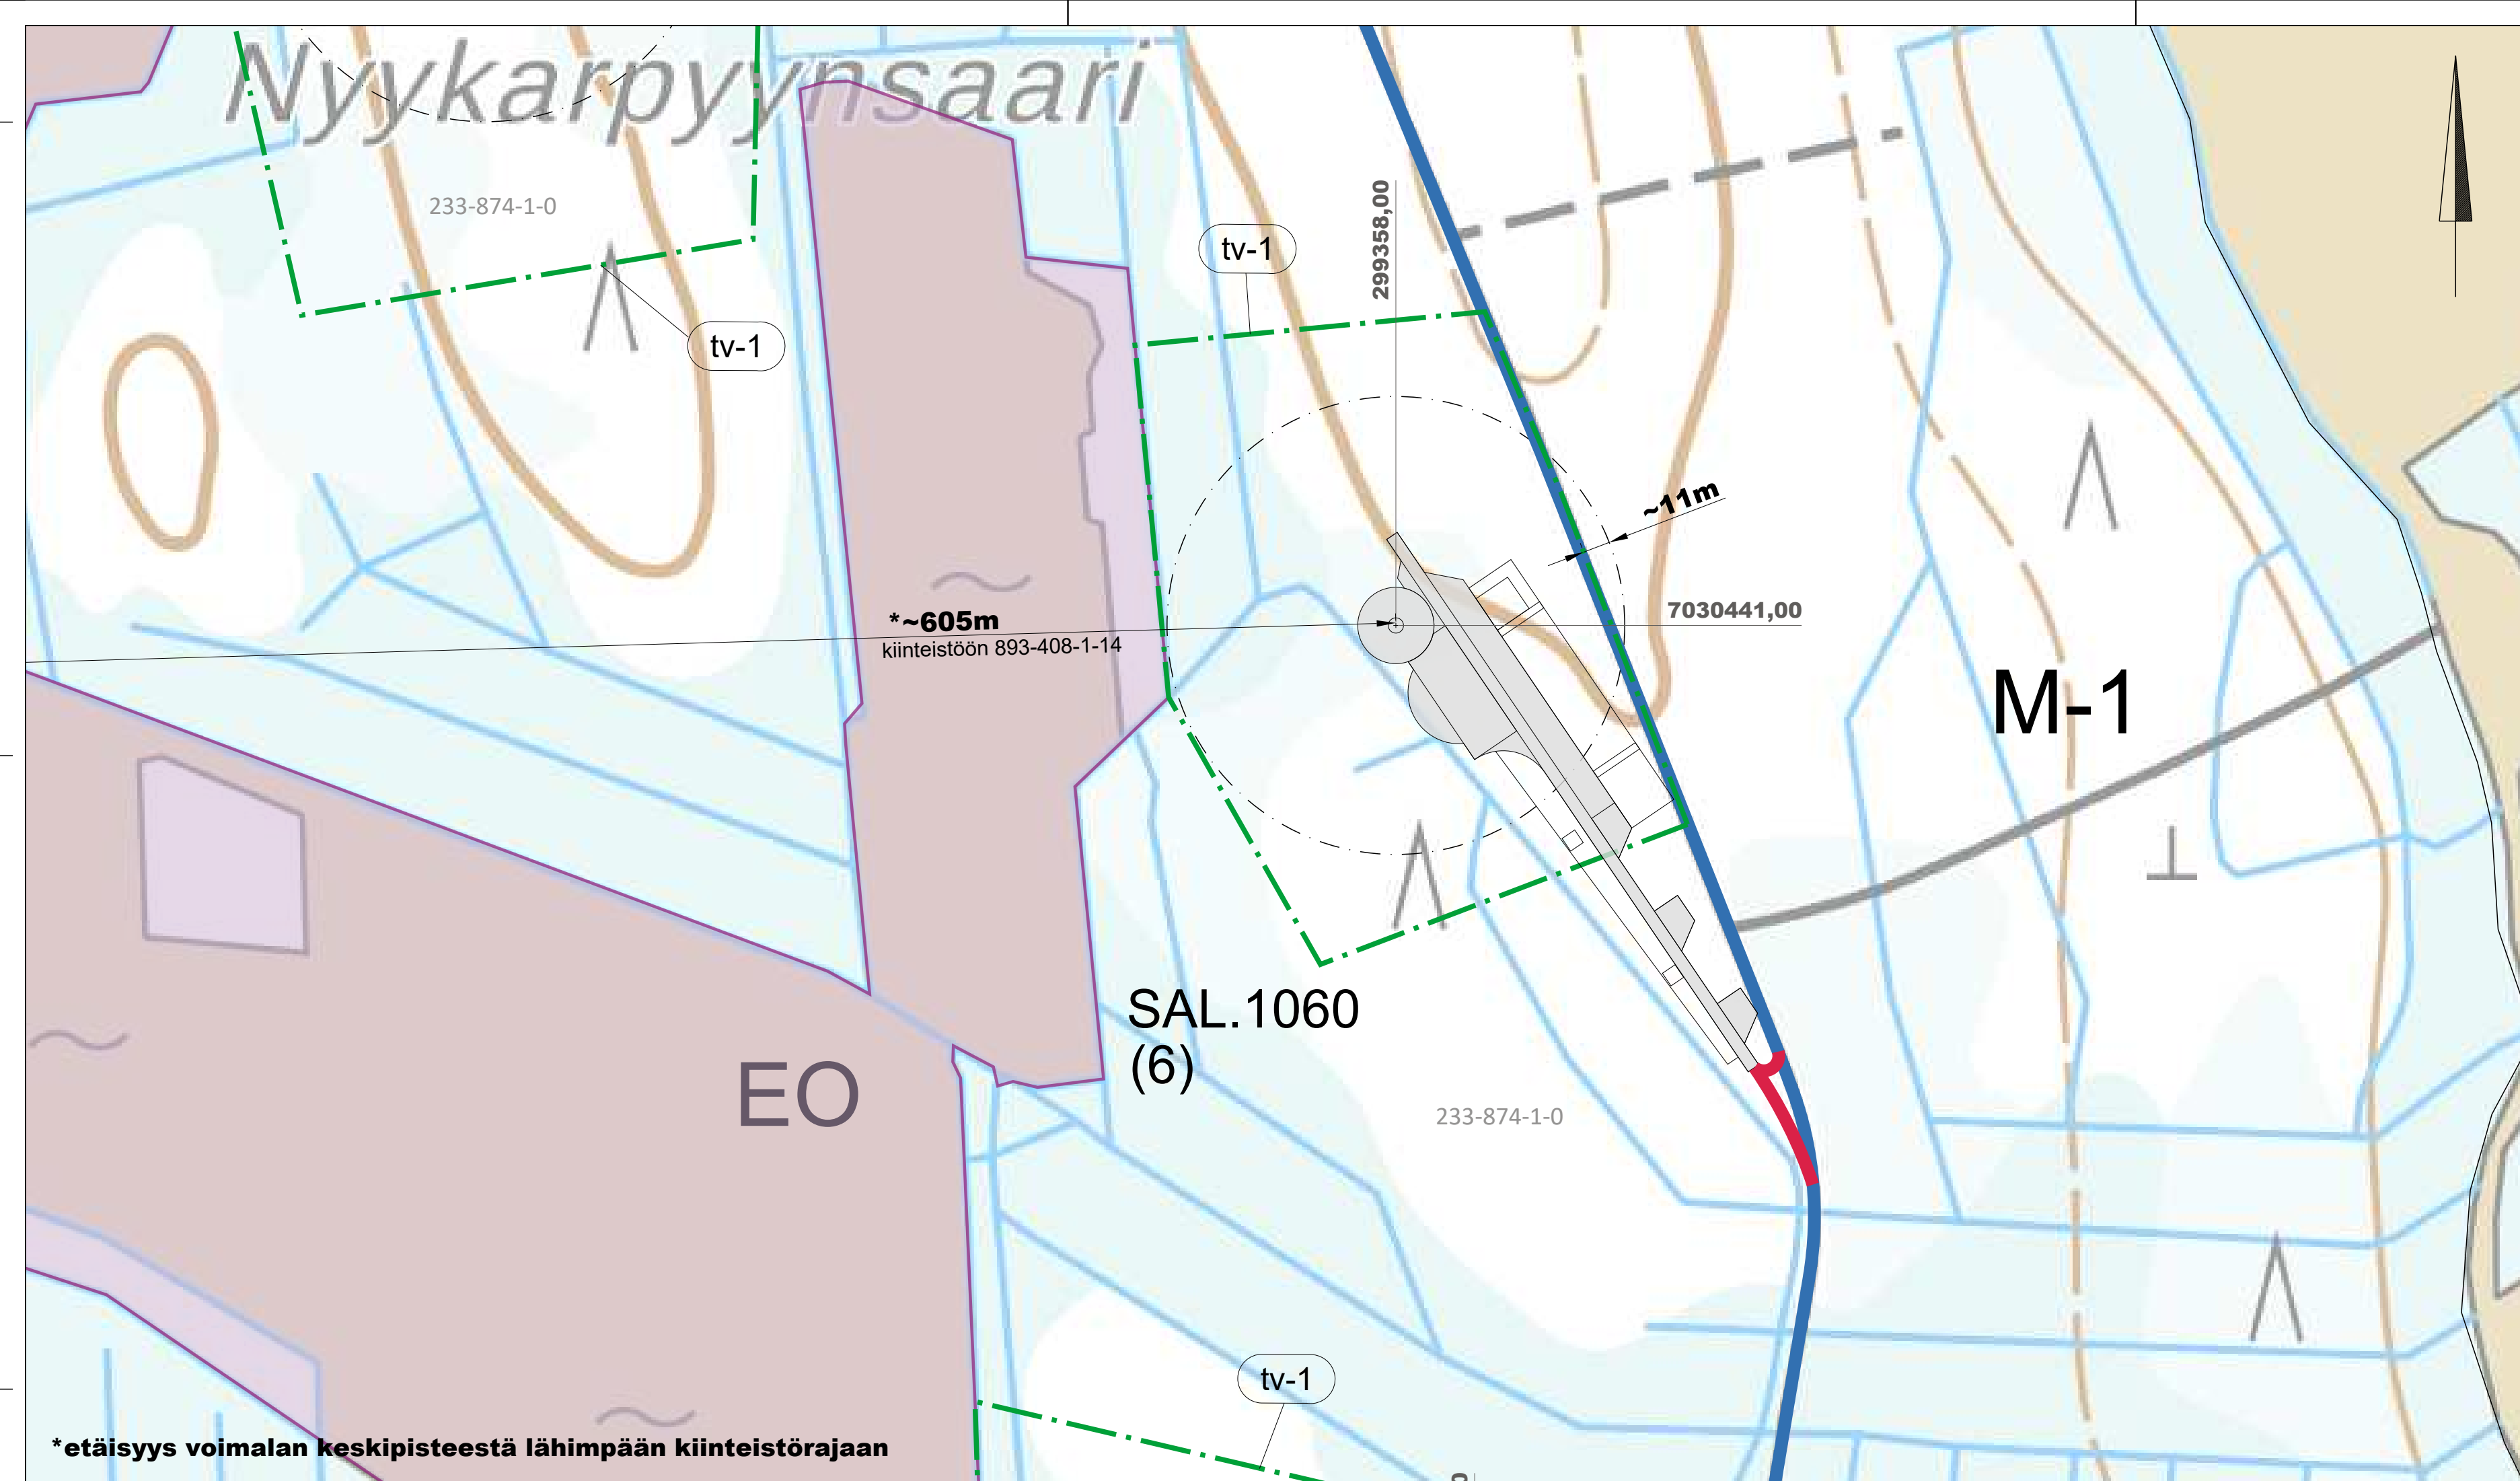 Nyykarpyynsaari
233-874-1-0
tv-1
tv-1
299358,00
~11m
7030441,00
*~605m
kiinteistöön 893-408-1-14
M-1
SAL.1060
(6)
EO
233-874-1-0
tv-1
*etäisyys voimalan keskipisteestä lähimpään kiinteistörajaan